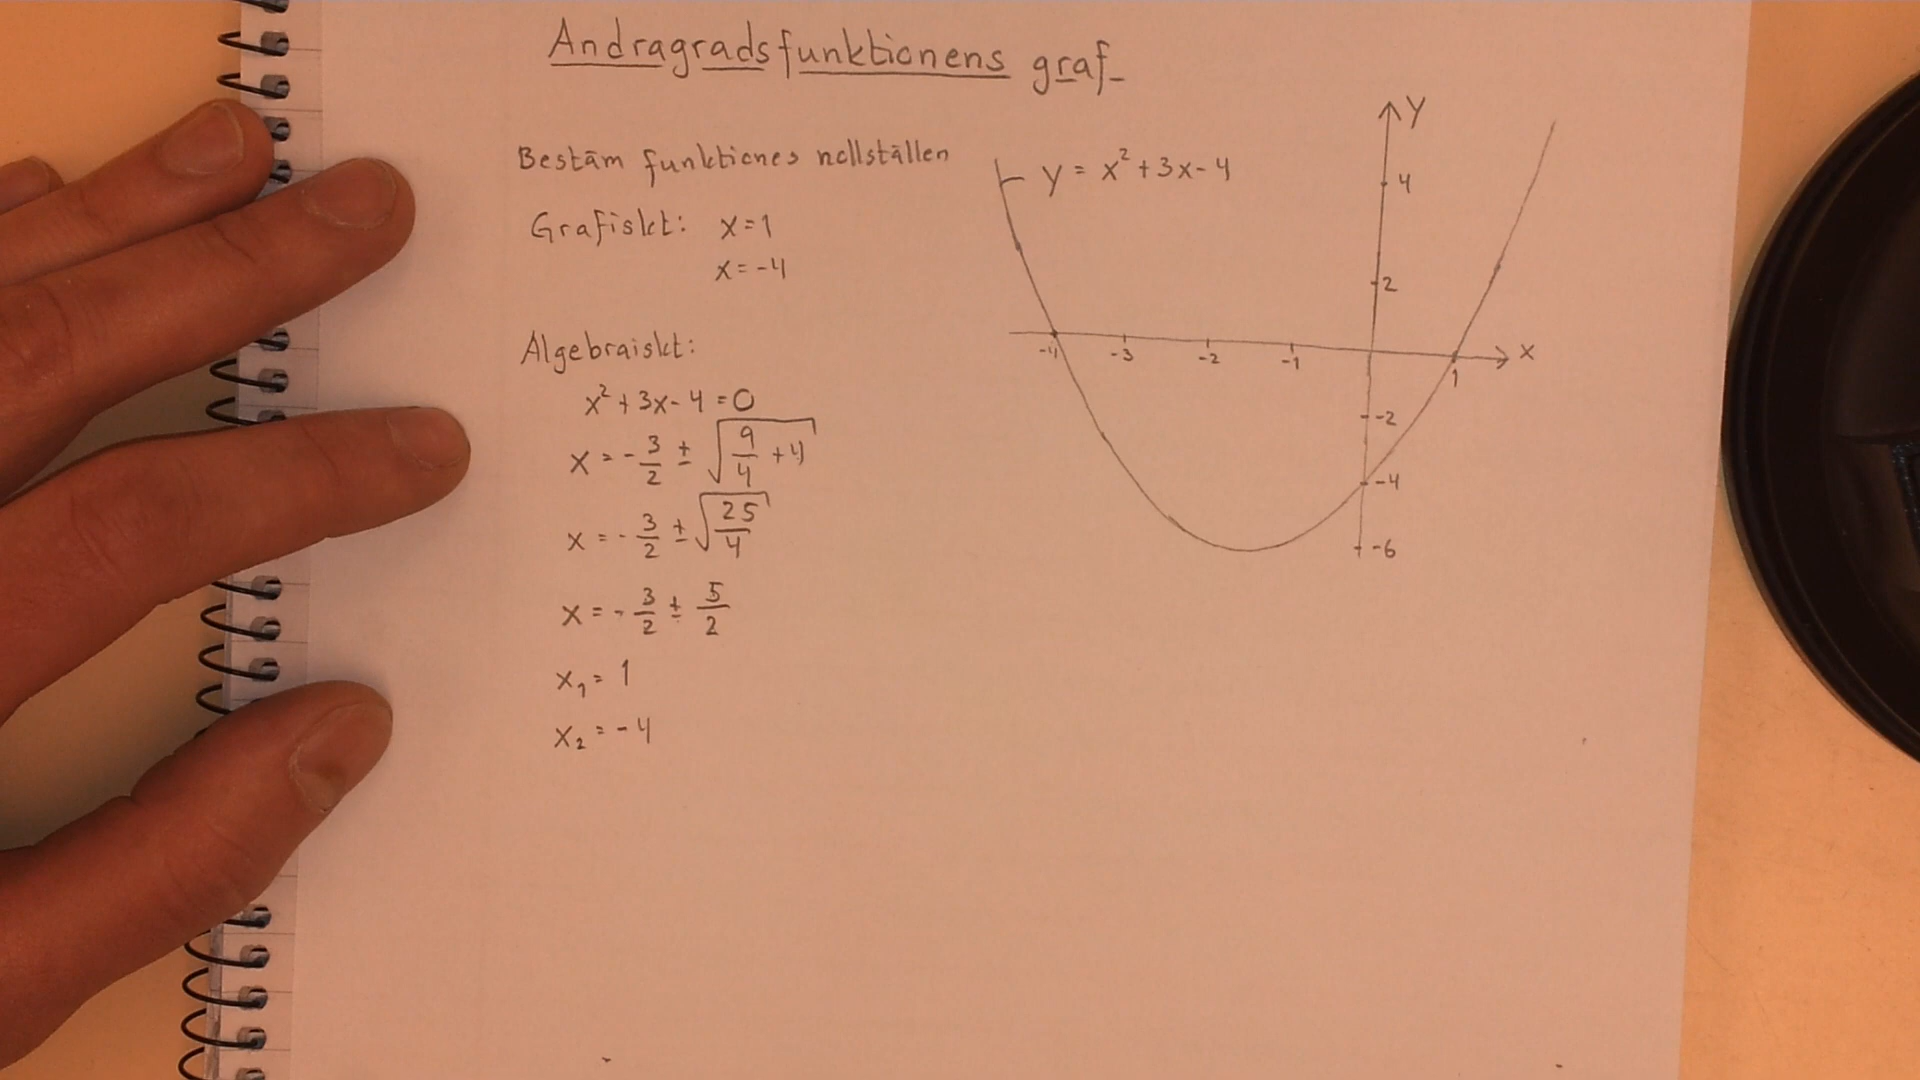 Andragradsfunktionens graf
Bestäm funktiones nollställen
Grafiskt: x = 1
x = -4
Algebraiskt:
x² + 3x - 4 = 0
x = - 3/2 ± √(9/4 + 4)
x = - 3/2 ± √(25/4)
x = - 3/2 ± 5/2
x₁ = 1
x₂ = -4
y = x² + 3x - 4
y
4
2
-4 -3 -2 -1 1 x
-2
-4
-6